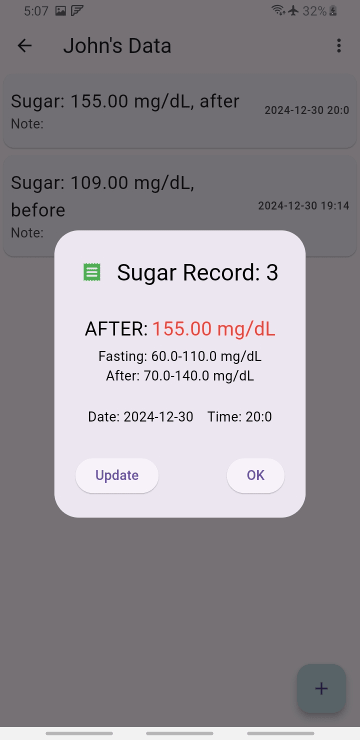 5:07
32%
John's Data
Sugar: 155.00 mg/dL, after
2024-12-30 20:0
Note:
Sugar: 109.00 mg/dL,
before
2024-12-30 19:14
Note:
Sugar Record: 3
AFTER: 155.00 mg/dL
Fasting: 60.0-110.0 mg/dL
After: 70.0-140.0 mg/dL
Date: 2024-12-30 Time: 20:0
Update
OK
+